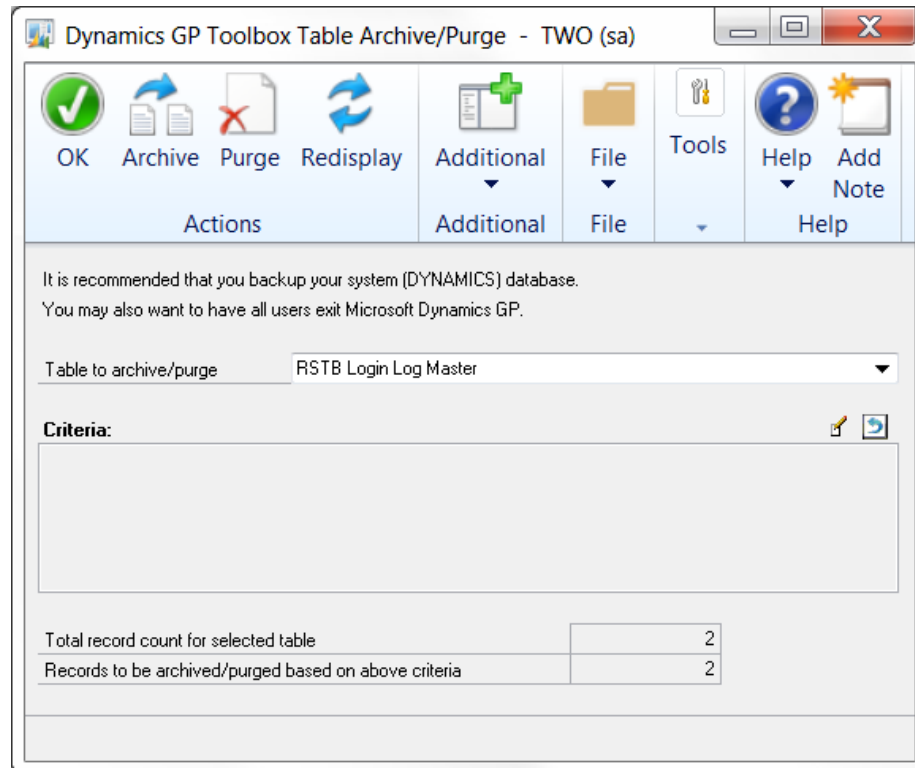 Dynamics GP Toolbox Table Archive/Purge - TWO (sa)
OK Archive Purge Redisplay
Actions
Additional
Additional
File
File
Tools
Help Add Note
Help
It is recommended that you backup your system (DYNAMICS) database.
You may also want to have all users exit Microsoft Dynamics GP.
Table to archive/purge RSTB Login Log Master
Criteria:
Total record count for selected table 2
Records to be archived/purged based on above criteria 2